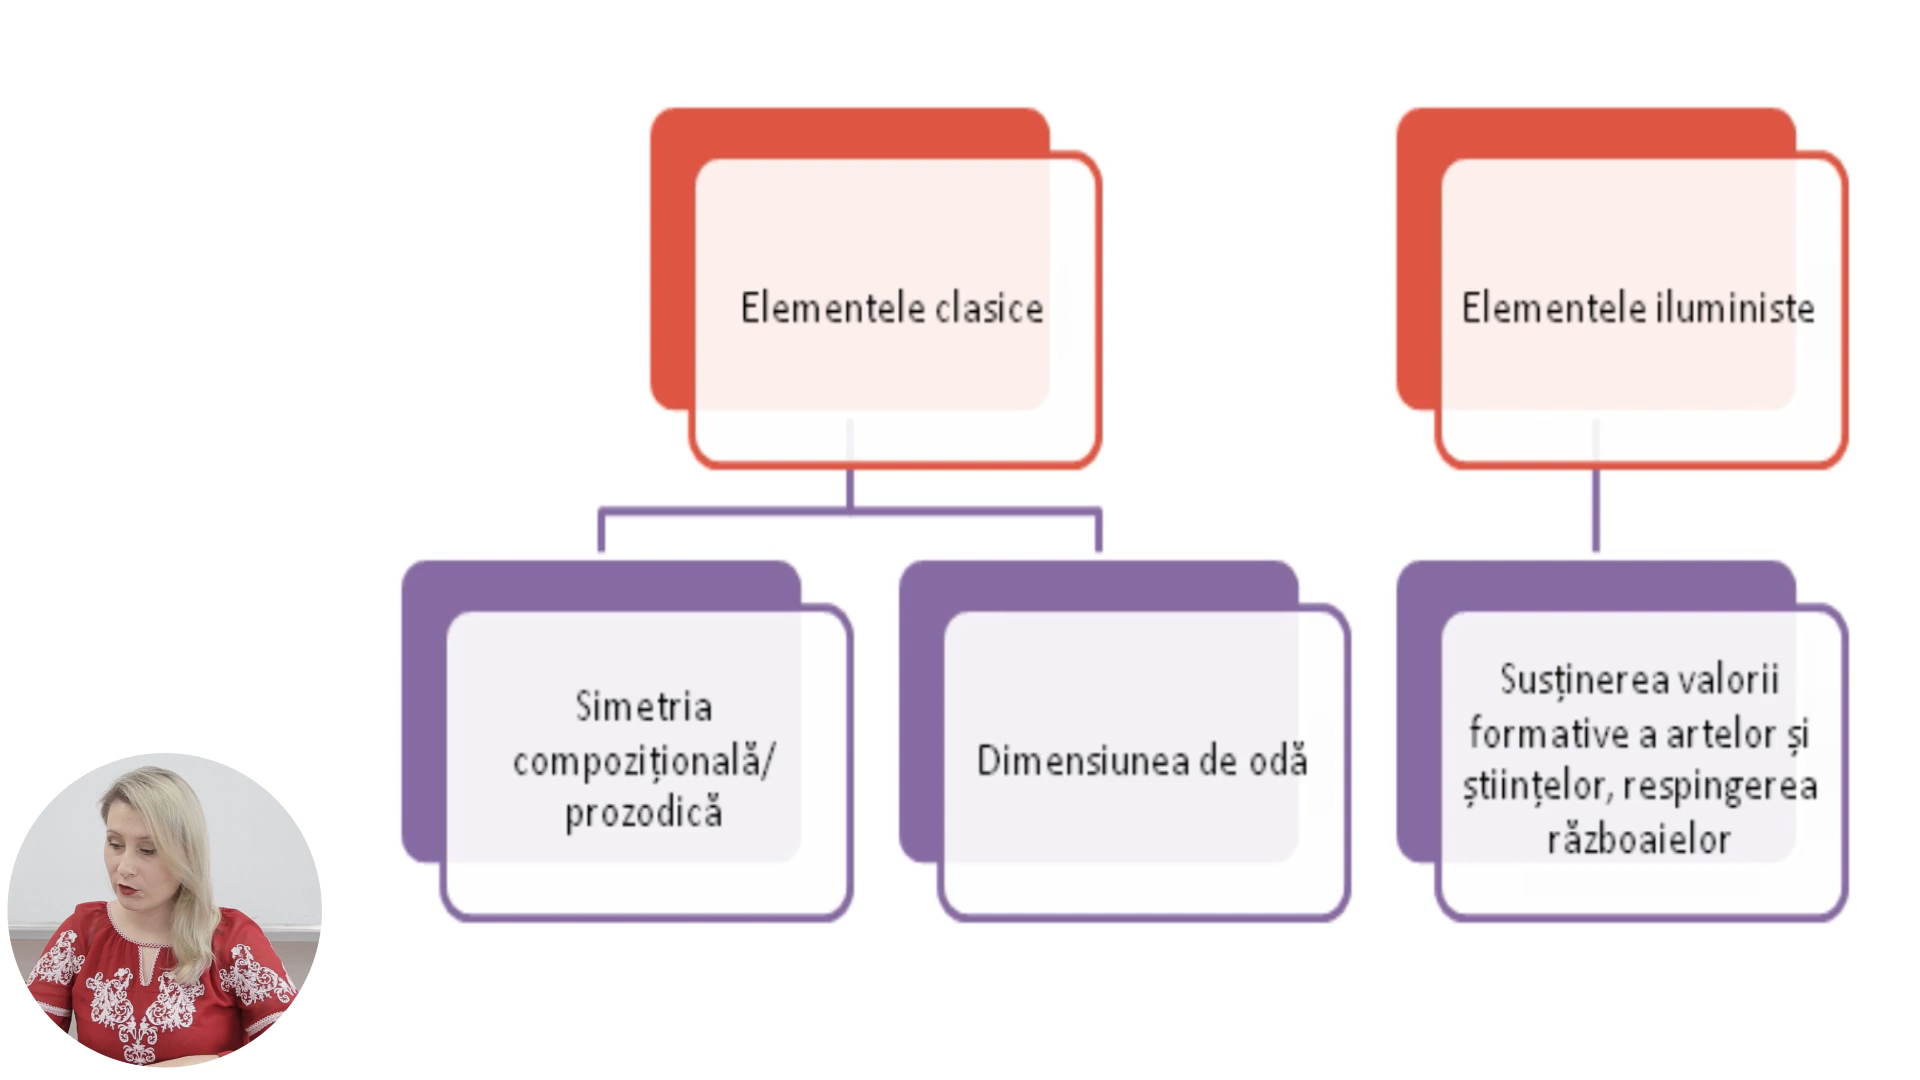 Elementele clasice
Elementele iluministe
Simetria
compozițională/
prozodică
Dimensiunea de odă
Susținerea valorii
formative a artelor și
științelor, respingerea
războaielor